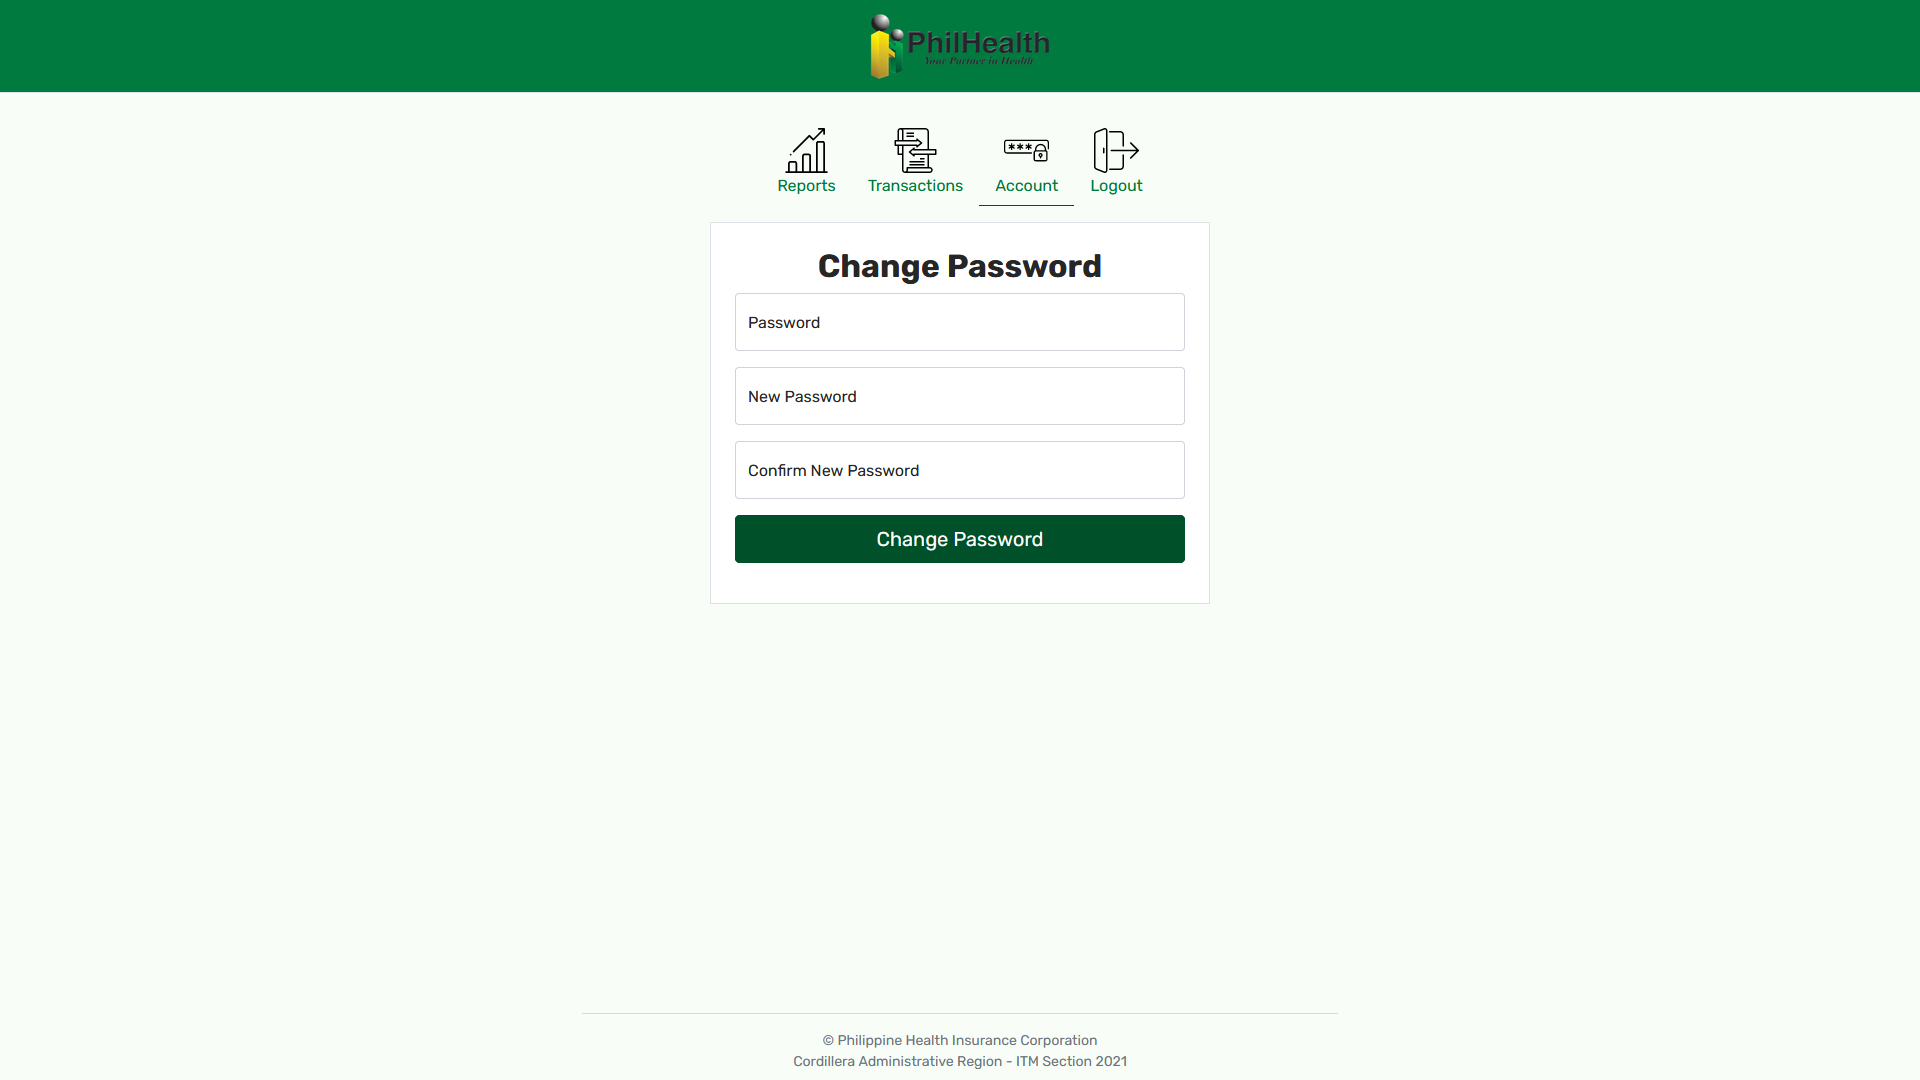 PhilHealth
Your Partner in Health
Reports
Transactions
Account
Logout
Change Password
Password
New Password
Confirm New Password
Change Password
© Philippine Health Insurance Corporation
Cordillera Administrative Region - ITM Section 2021